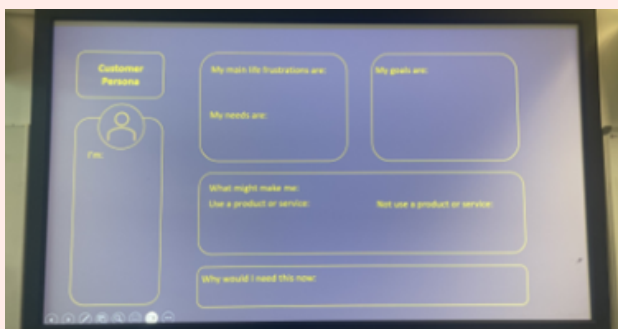 Customer
Persona
I'm:
My main life frustrations are:
My needs are:
My goals are:
What might make me:
Use a product or service:
Not use a product or service:
Why would I need this now: